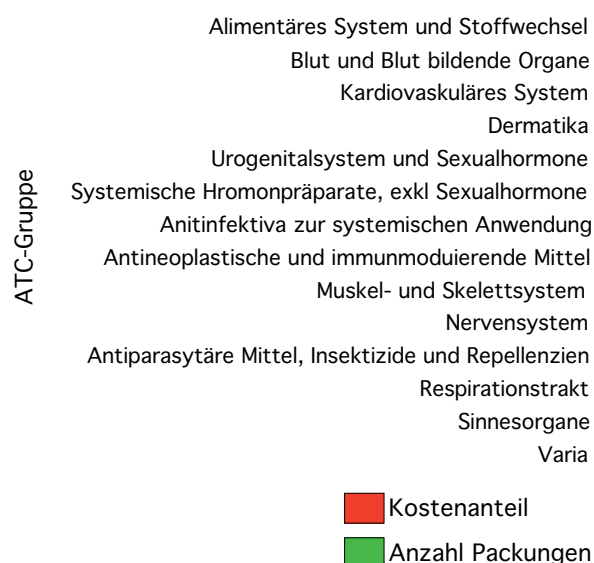 Alimentäres System und Stoffwechsel
Blut und Blut bildende Organe
Kardiovaskuläres System
Dermatika
Urogenitalsystem und Sexualhormone
Systemische Hromonpräparate, exkl Sexualhormone
Anitinfektiva zur systemischen Anwendung
Antineoplastische und immunmoduierende Mittel
Muskel- und Skelettsystem
Nervensystem
Antiparasytäre Mittel, Insektizide und Repellenzien
Respirationstrakt
Sinnesorgane
Varia
ATC-Gruppe
Kostenanteil
Anzahl Packungen